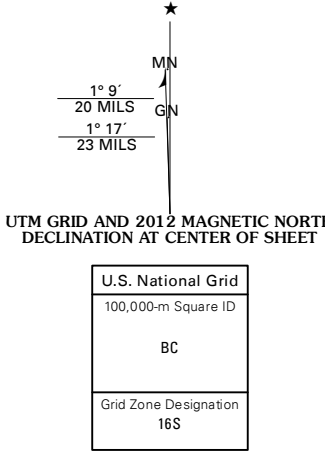 ★
MN
1° 9´
20 MILS
GN
1° 17´
23 MILS
UTM GRID AND 2012 MAGNETIC NORTH
DECLINATION AT CENTER OF SHEET
U.S. National Grid
100,000-m Square ID
BC
Grid Zone Designation
16S